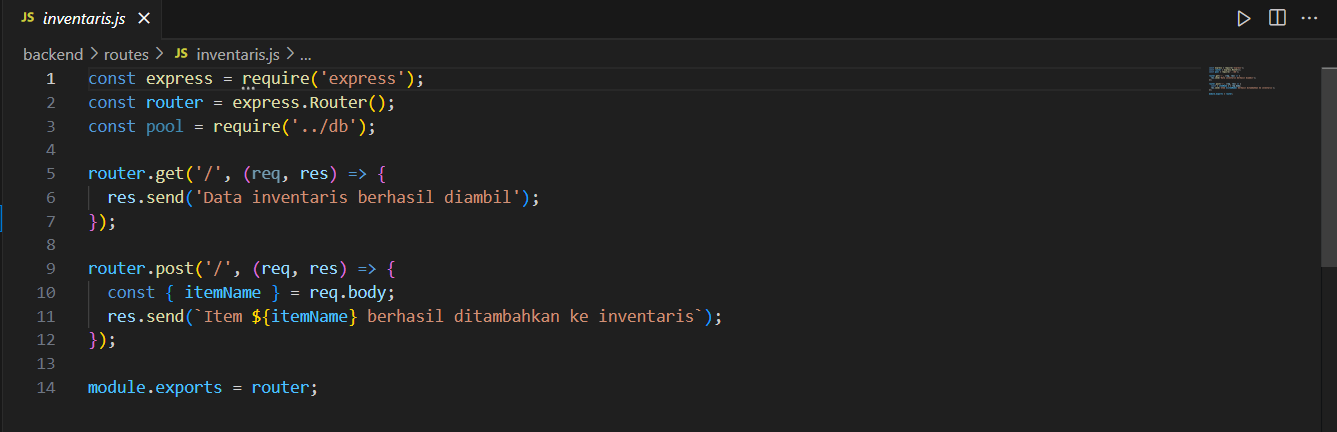 JS inventaris.js ×
backend > routes > JS inventaris.js > ...
1 const express = require('express');
2 const router = express.Router();
3 const pool = require('../db');
4
5 router.get('/', (req, res) => {
6 res.send('Data inventaris berhasil diambil');
7 });
8
9 router.post('/', (req, res) => {
10 const { itemName } = req.body;
11 res.send(`Item ${itemName} berhasil ditambahkan ke inventaris`);
12 });
13
14 module.exports = router;